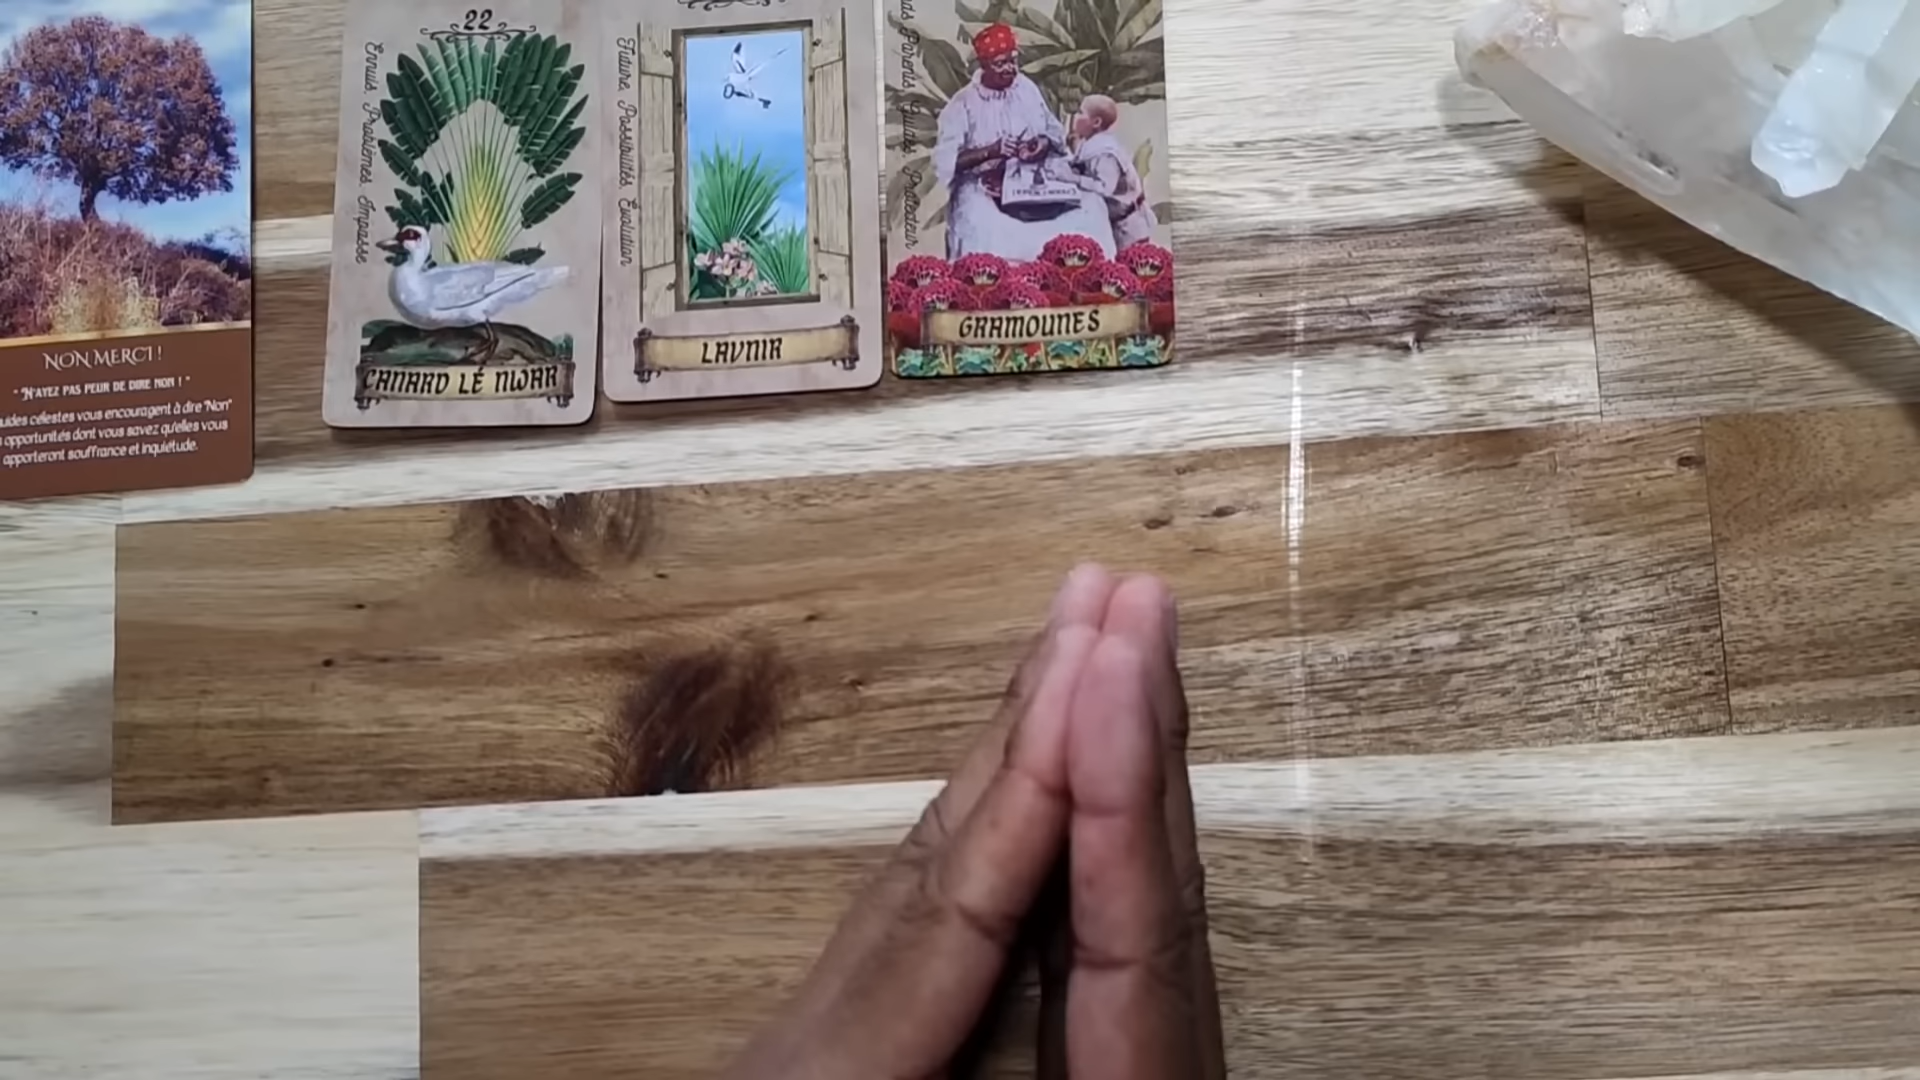 NON MERCI !
"N'AYEZ PAS PEUR DE DIRE NON !"
uides célestes vous encouragent à dire "Non"
opportunités dont vous savez qu'elles vous
apporteront souffrance et inquiétude.
22
Ennuis, Problèmes, Impasse
CANARD LÉ NWAR
Future, Possibilités, Évolution
LAVNIR
Parents, Guides, Protecteur
GRAMOUNES